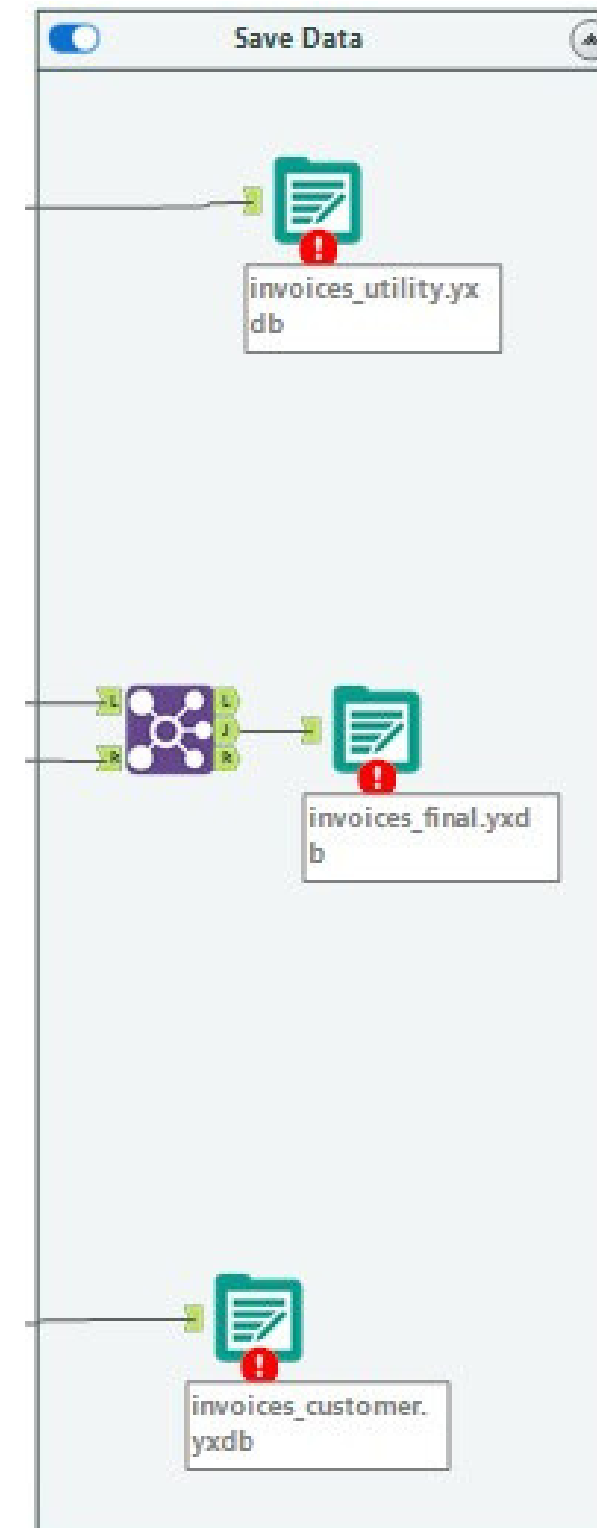 Save Data
!
invoices_utility.yx
db
L
L
J
R
R
!
invoices_final.yxd
b
!
invoices_customer.
yxdb